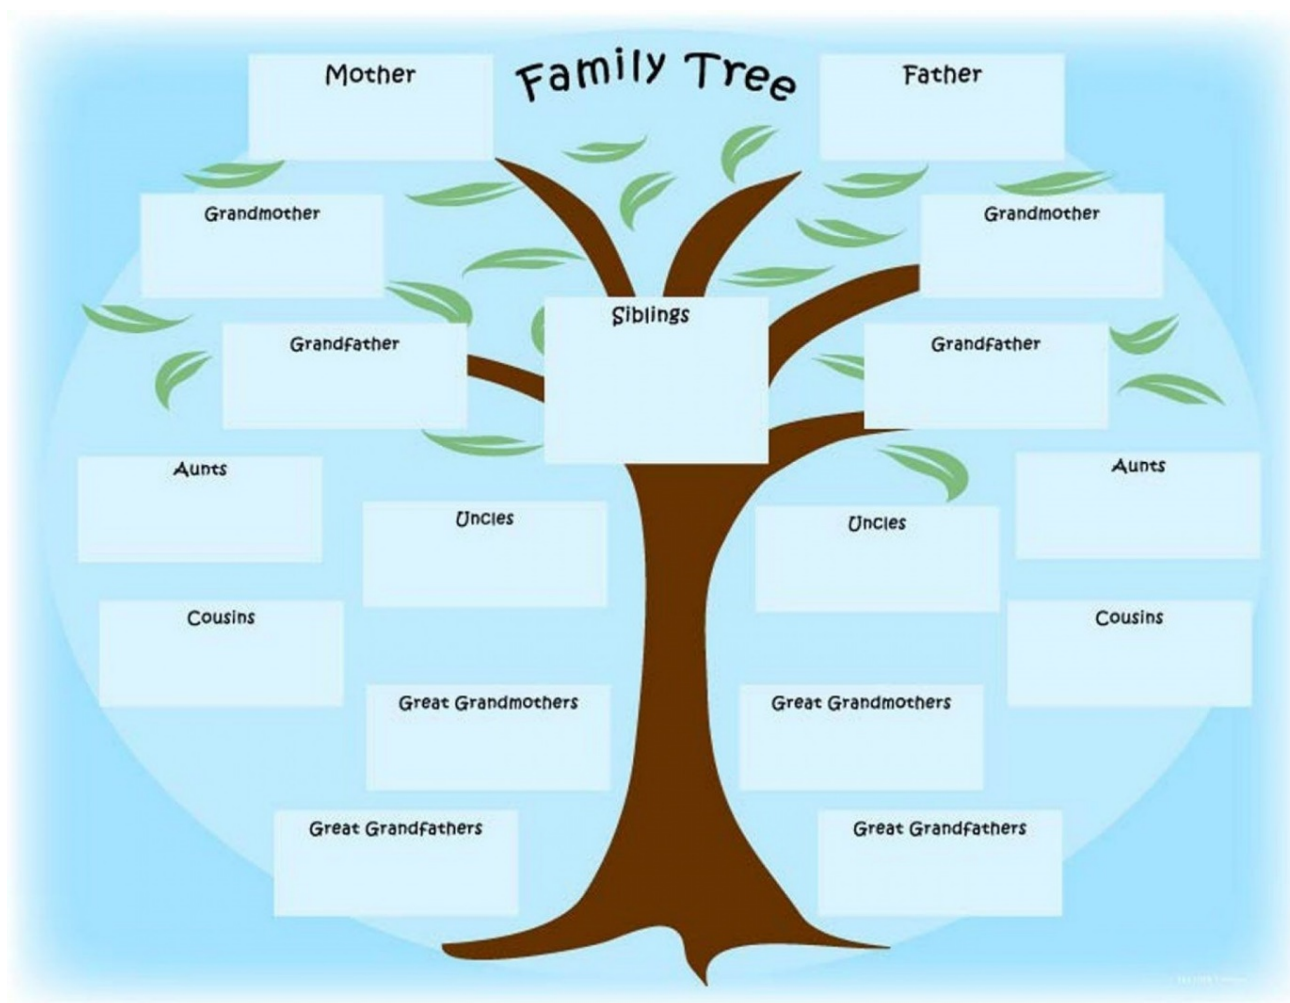 Family Tree
Mother
Father
Grandmother
Grandmother
Siblings
Grandfather
Grandfather
Aunts
Aunts
Uncles
Uncles
Cousins
Cousins
Great Grandmothers
Great Grandmothers
Great Grandfathers
Great Grandfathers